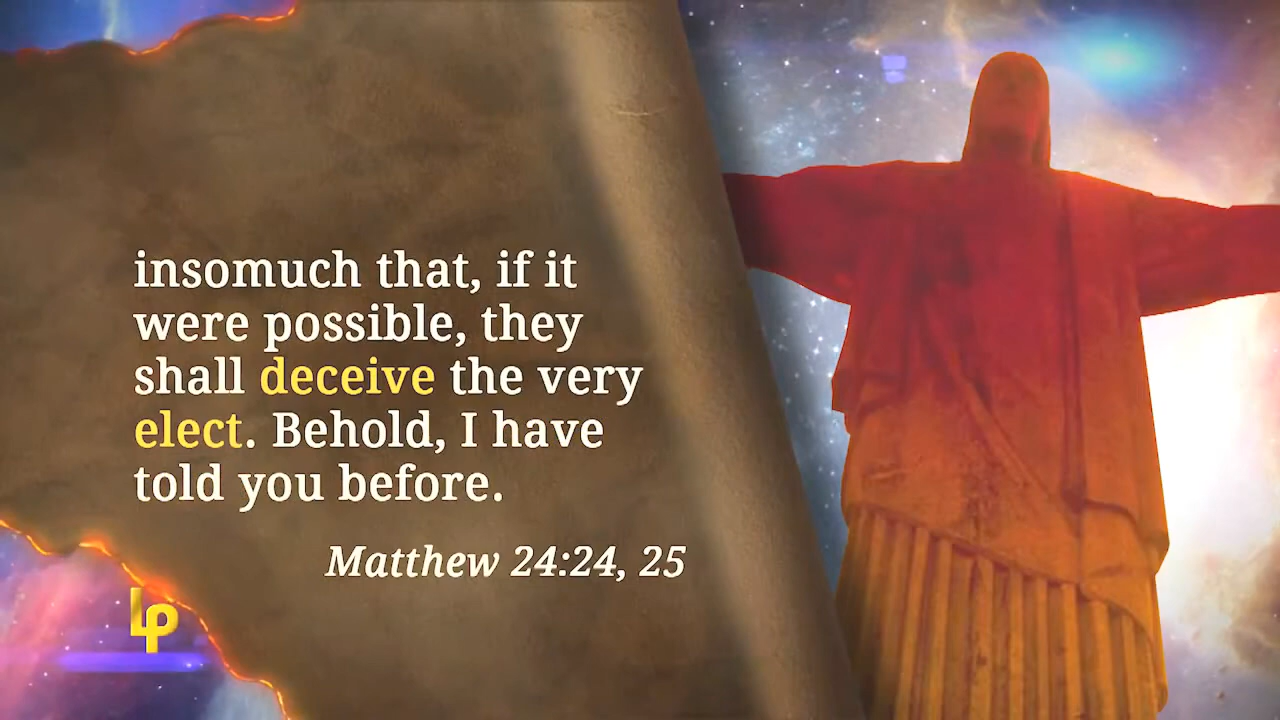 insomuch that, if it
were possible, they
shall deceive the very
elect. Behold, I have
told you before.
Matthew 24:24, 25
LP